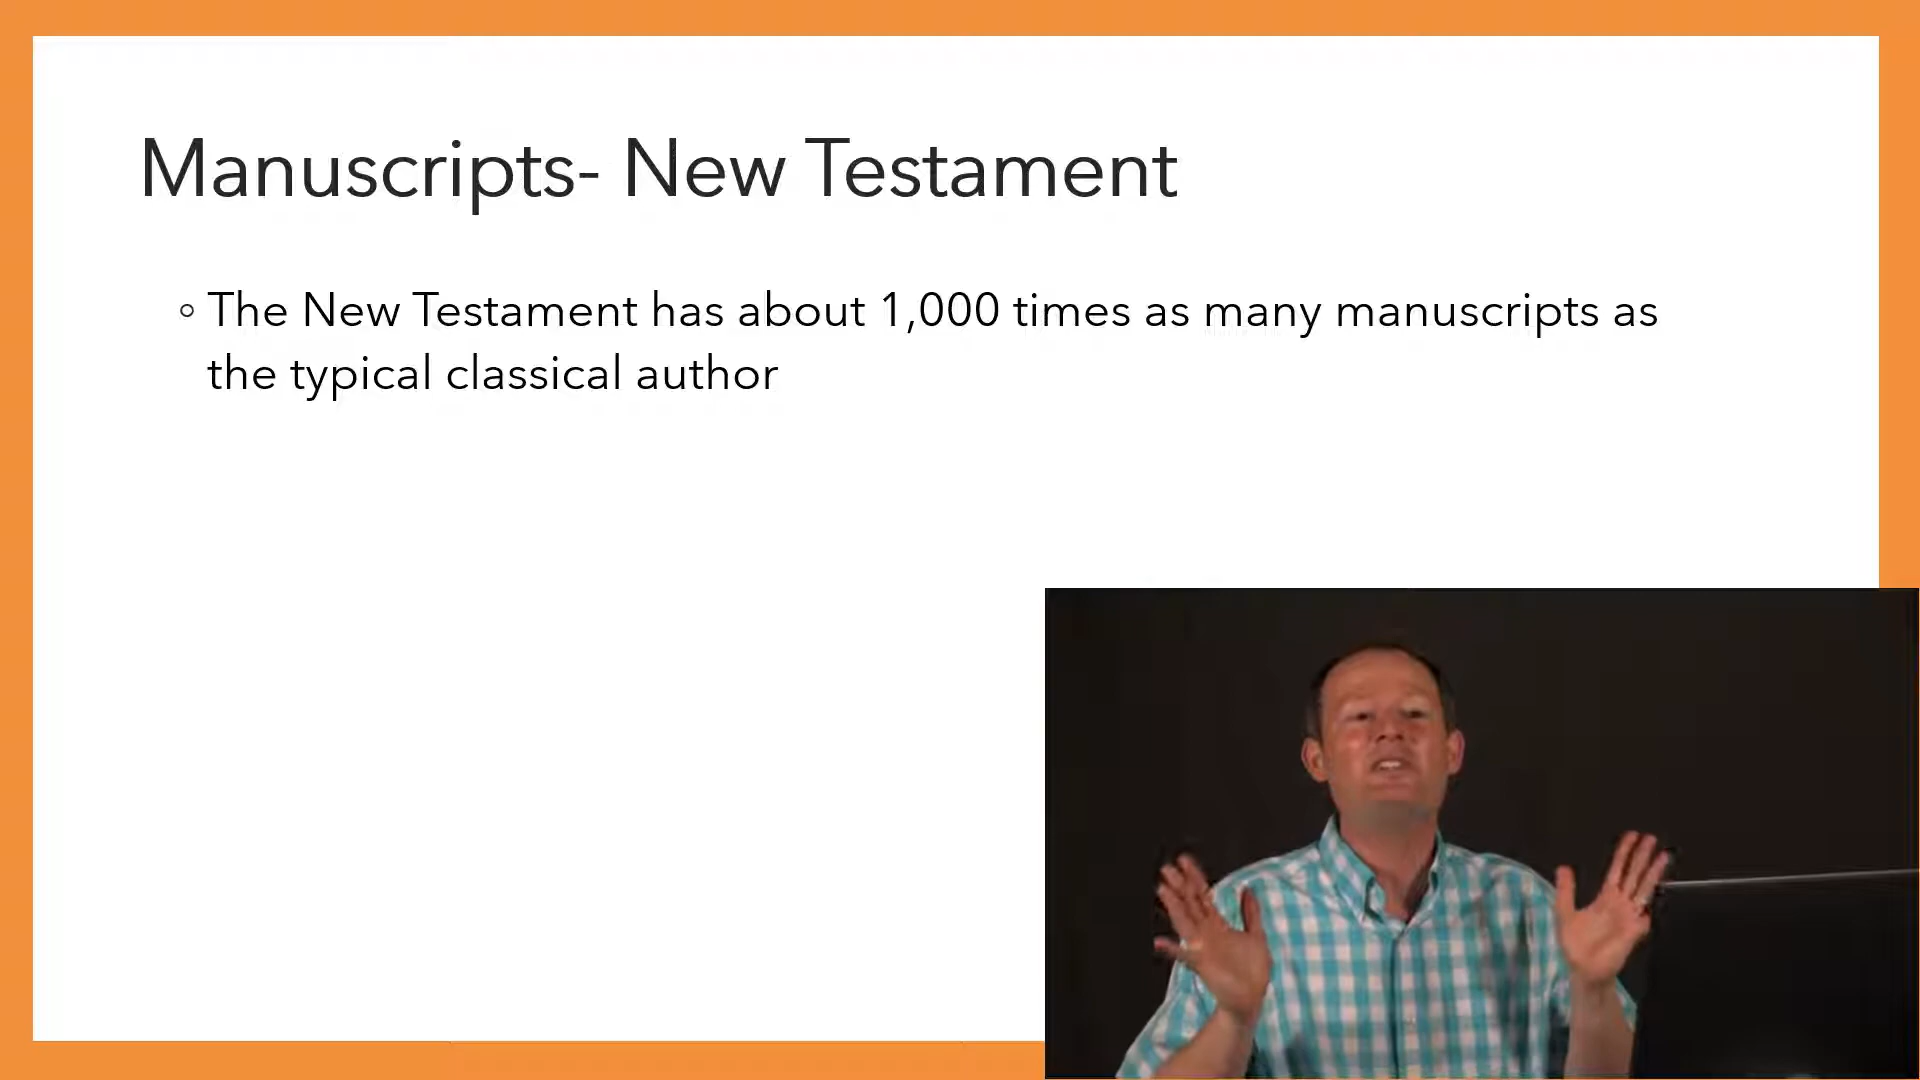 Manuscripts- New Testament
◦ The New Testament has about 1,000 times as many manuscripts as
the typical classical author